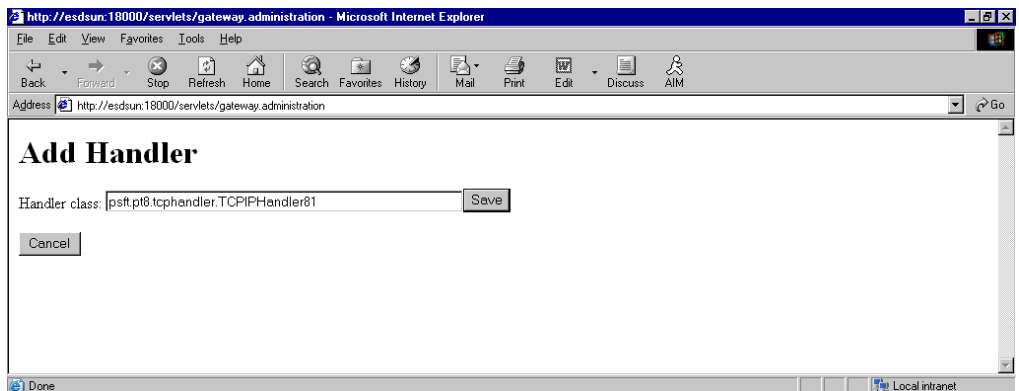 http://esdsun:18000/servlets/gateway.administration - Microsoft Internet Explorer
File Edit View Favorites Tools Help
Back Forward Stop Refresh Home Search Favorites History Mail Print Edit Discuss AIM
Address http://esdsun:18000/servlets/gateway.administration Go
Add Handler
Handler class: psft.pt8.tcphandler.TCPIPHandler81 Save
Cancel
Done Local intranet